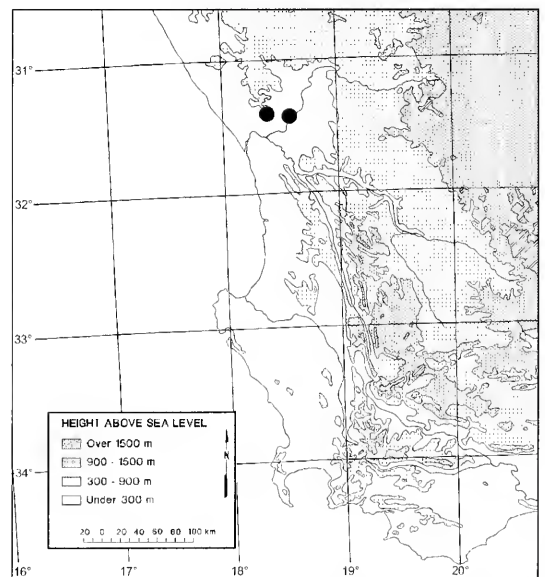 31°
32°
33°
34°
HEIGHT ABOVE SEA LEVEL
Over 1500 m
900 - 1500 m
300 - 900 m
Under 300 m
N
20 0 20 40 60 80 100 km
16° 17° 18° 19° 20°